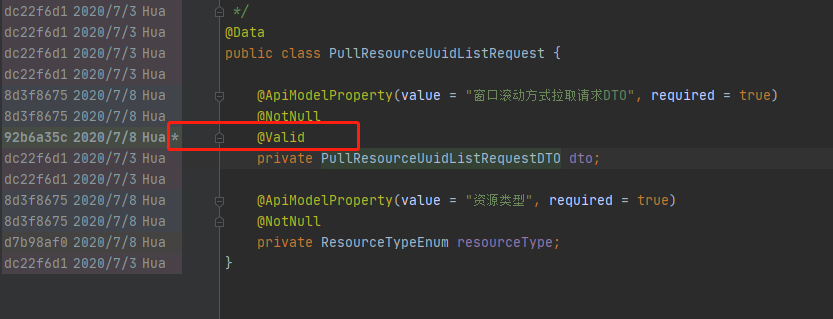 dc22f6d1 2020/7/3 Hua */
dc22f6d1 2020/7/3 Hua @Data
dc22f6d1 2020/7/3 Hua public class PullResourceUuidListRequest {
dc22f6d1 2020/7/3 Hua
8d3f8675 2020/7/8 Hua @ApiModelProperty(value = "窗口滚动方式拉取请求DTO", required = true)
8d3f8675 2020/7/8 Hua @NotNull
92b6a35c 2020/7/8 Hua * @Valid
dc22f6d1 2020/7/3 Hua private PullResourceUuidListRequestDTO dto;
dc22f6d1 2020/7/3 Hua
8d3f8675 2020/7/8 Hua @ApiModelProperty(value = "资源类型", required = true)
8d3f8675 2020/7/8 Hua @NotNull
d7b98af0 2020/7/3 Hua private ResourceTypeEnum resourceType;
dc22f6d1 2020/7/3 Hua }